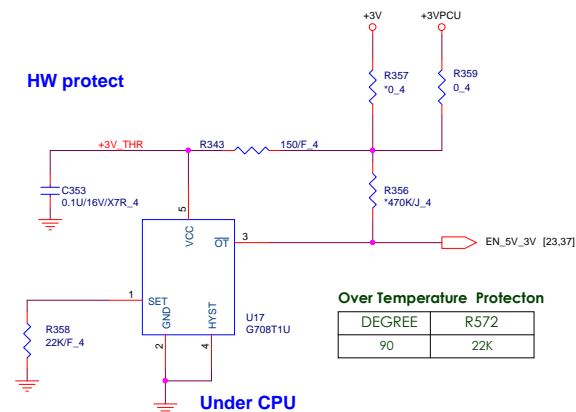 +3V
+3VPCU
HW protect
R357
*0_4
R359
0_4
+3V_THR
R343
150/F_4
C353
0.1U/16V/X7R_4
R356
*470K/J_4
5
VCC
OT
3
EN_5V_3V [23,37]
1
SET
GND
HYST
U17
G708T1U
R358
22K/F_4
2
4
Over Temperature Protecton
DEGREE R572
90 22K
Under CPU